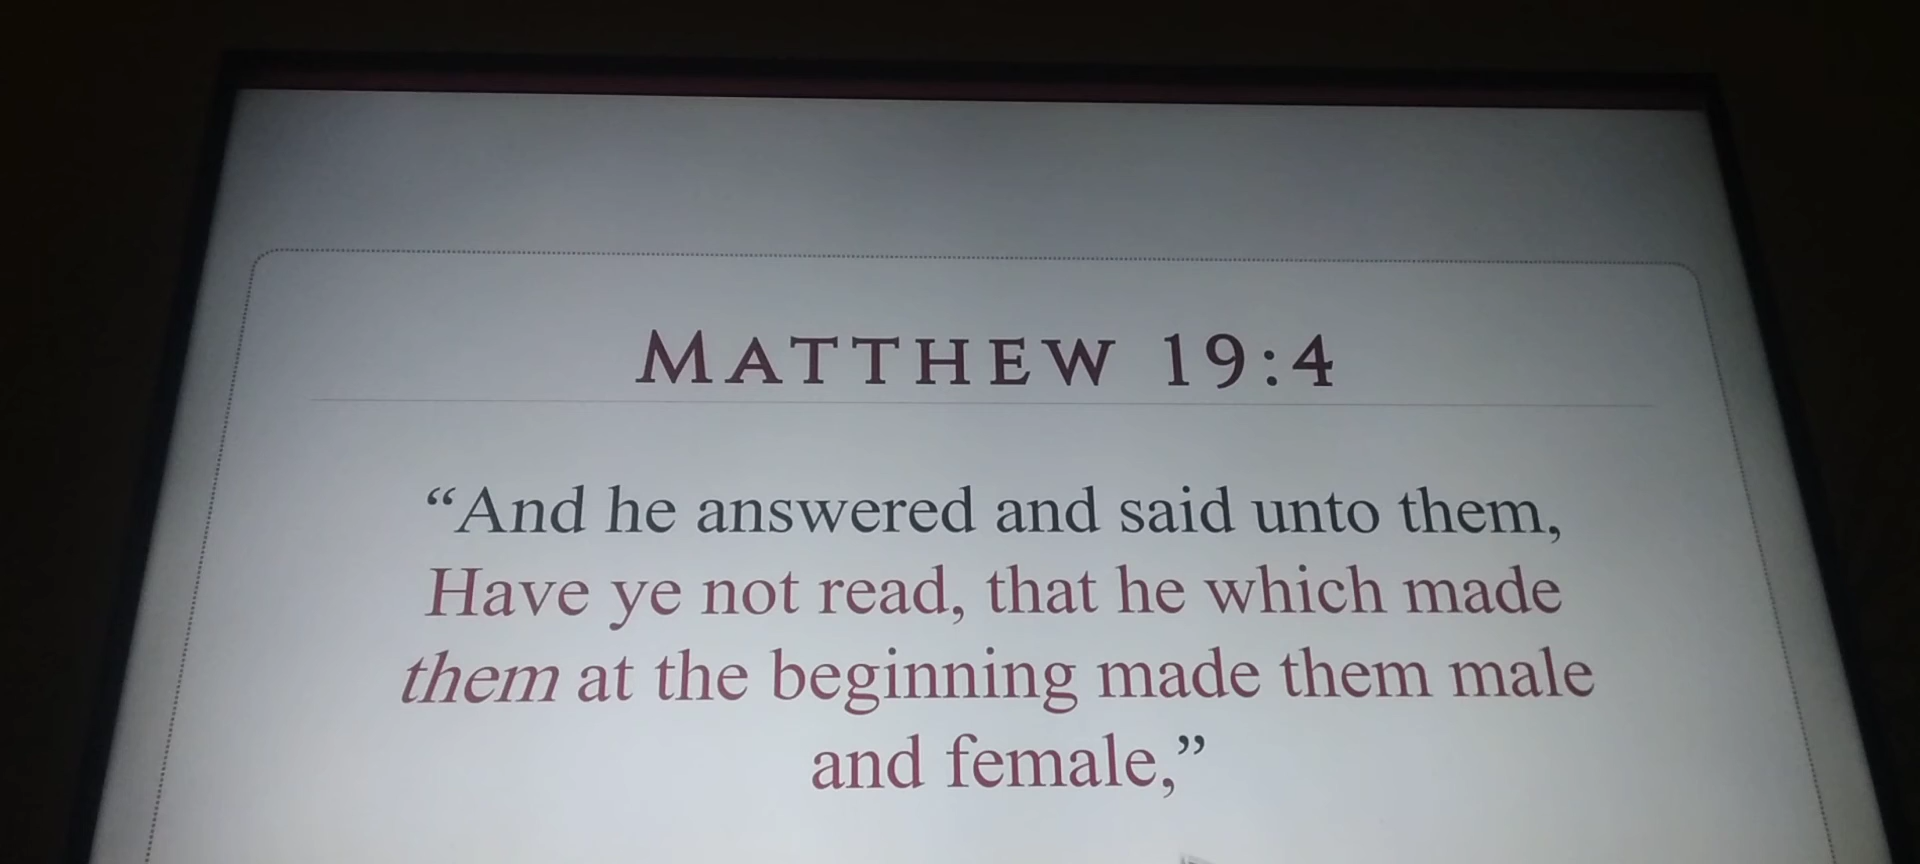 MATTHEW 19:4
“And he answered and said unto them,
Have ye not read, that he which made
them at the beginning made them male
and female,”